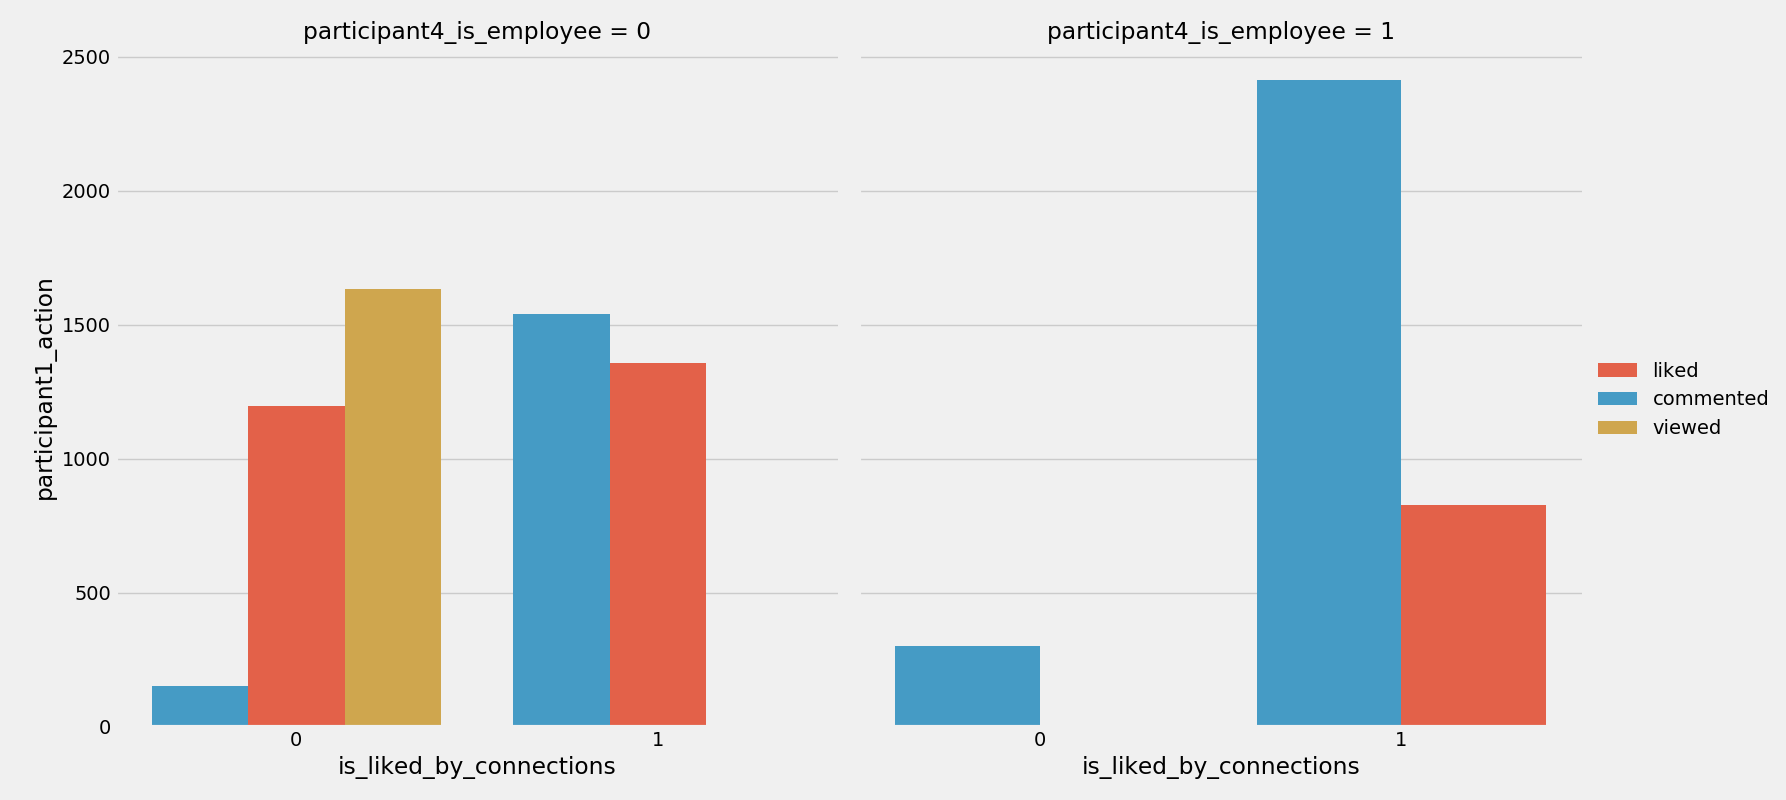 participant4_is_employee = 0
participant4_is_employee = 1
participant1_action
2500
2000
1500
1000
500
0
0
1
0
1
is_liked_by_connections
is_liked_by_connections
liked
commented
viewed